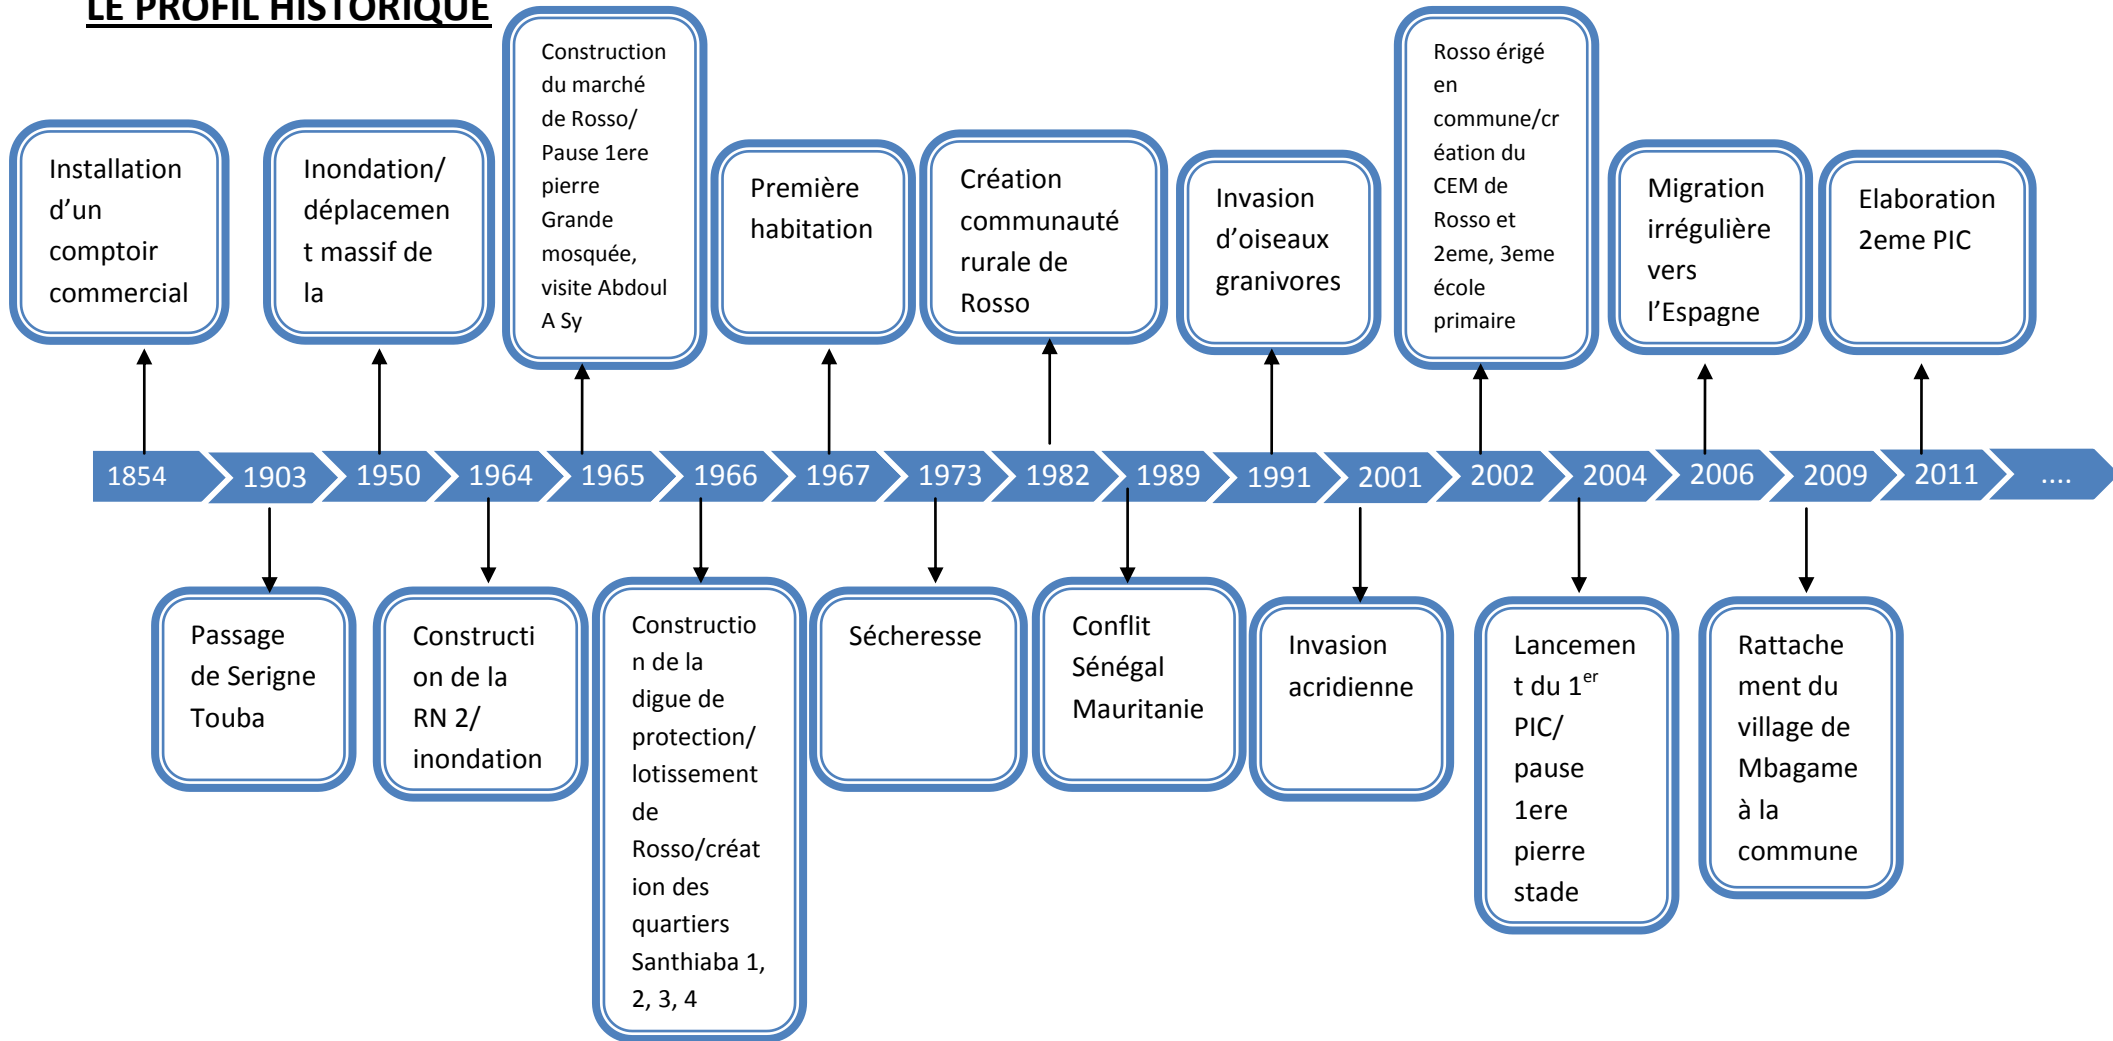 LE PROFIL HISTORIQUE
Installation
d’un
comptoir
commercial
Inondation/
déplacemen
t massif de
la
Construction
du marché
de Rosso/
Pause 1ere
pierre
Grande
mosquée,
visite Abdoul
A Sy
Première
habitation
Création
communauté
rurale de
Rosso
Invasion
d’oiseaux
granivores
Rosso érigé
en
commune/cr
éation du
CEM de
Rosso et
2eme, 3eme
école
primaire
Migration
irrégulière
vers
l’Espagne
Elaboration
2eme PIC
1854 1903 1950 1964 1965 1966 1967 1973 1982 1989 1991 2001 2002 2004 2006 2009 2011 ....
Passage
de Serigne
Touba
Constructi
on de la
RN 2/
inondation
Constructio
n de la
digue de
protection/
lotissement
de
Rosso/créat
ion des
quartiers
Santhiaba 1,
2, 3, 4
Sécheresse
Conflit
Sénégal
Mauritanie
Invasion
acridienne
Lancemen
t du 1er
PIC/
pause
1ere
pierre
stade
Rattache
ment du
village de
Mbagame
à la
commune